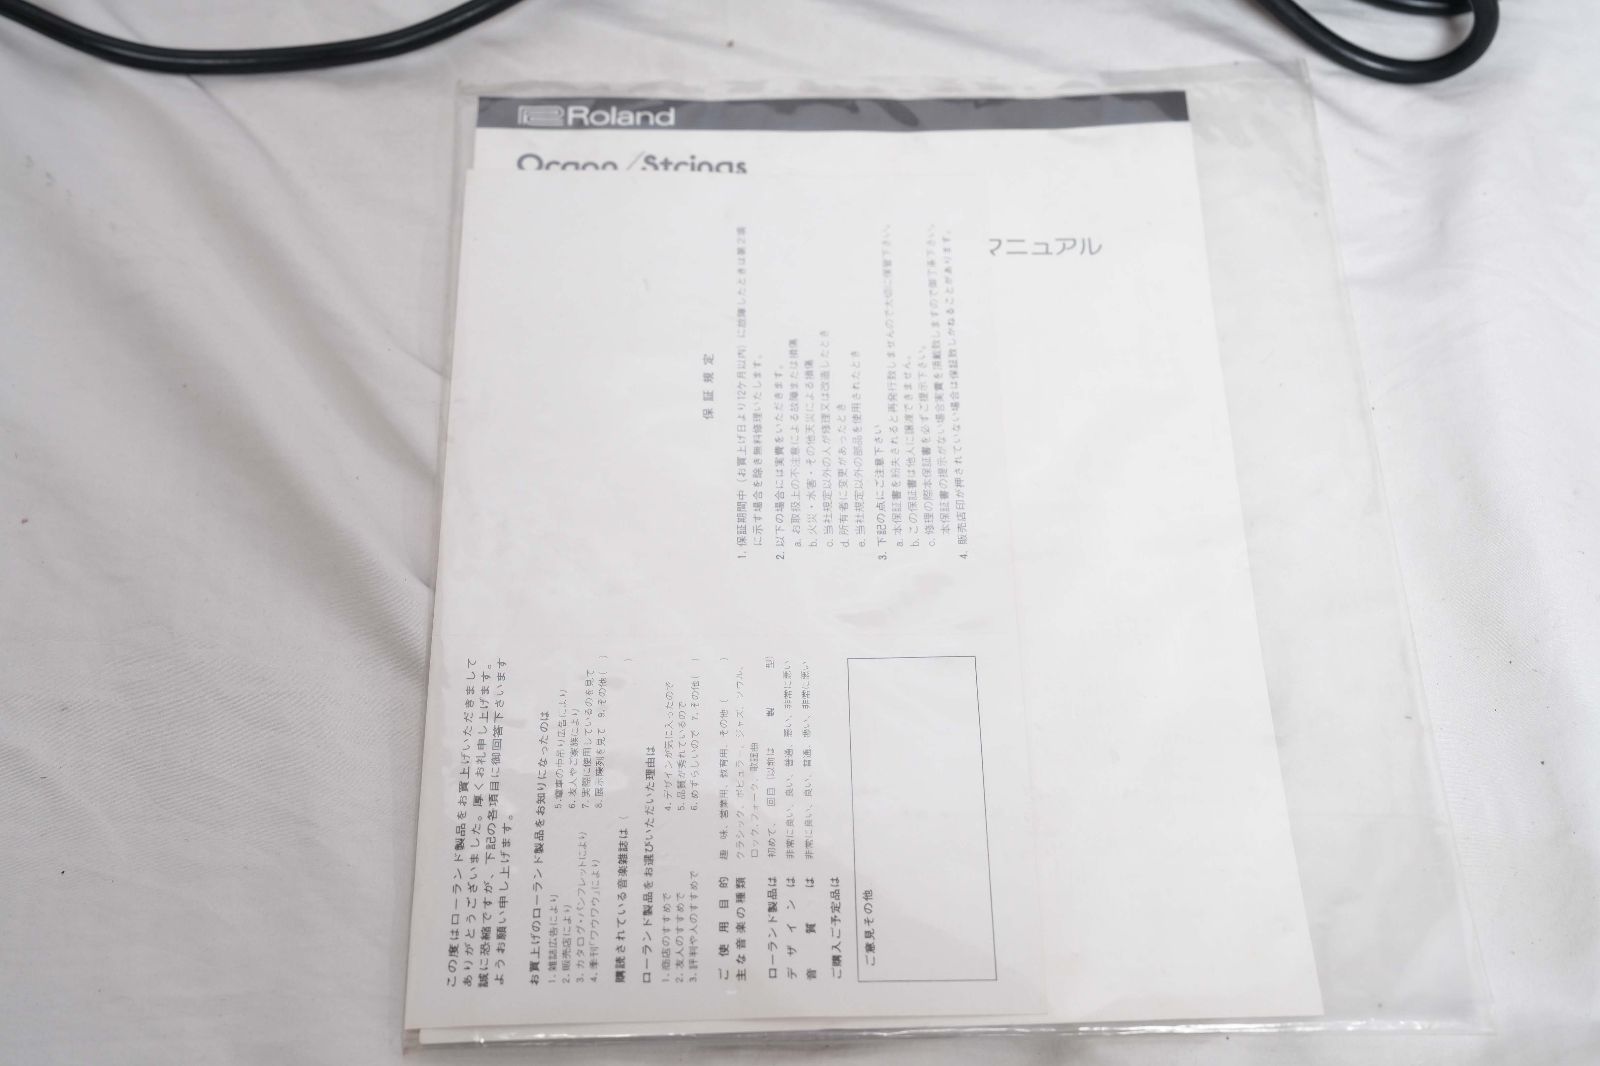 Roland
Organ/Strings
マニュアル
保証規定
1. 保証期間中（お買上げ日より12ケ月以内）に故障したときは第2項
に示す場合を除き無料修理いたします。
2. 以下の場合には実費をいただきます。
a. お取扱上の不注意による故障または損傷
b. 火災・水害・その他天災による損傷
c. 当社規定以外の人が修理又は改造したとき
d. 所有者に変更があったとき
e. 当社規定以外の部品を使用されたとき
3. 下記の点にご注意下さい
a. 本保証書を紛失されると再発行致しませんので大切に保管下さい。
b. この保証書は他人に譲渡できません。
c. 修理の際本保証書を必ずご提示下さい。
本保証書の提示がない場合実費を頂戴致しますので御了承下さい。
4. 販売店印が押されていない場合は保証致しかねることがあります。
この度はローランド製品をお買上げいただきまして
ありがとうございました。厚くお礼申し上げます。
誠に恐縮ですが、下記の各項目に御回答下さいます
ようお願い申し上げます。
お買上げのローランド製品をお知りになったのは
1. 雑誌広告により 5. 電車の中吊り広告により
2. 販売店により 6. 友人やご家族により
3. カタログ・パンフレットにより 7. 実際に使用しているのを見て
4. 季刊「ワウワウ」により 8. 展示陳列を見て 9. その他( )
購読されている音楽雑誌は ( )
ローランド製品をお選びいただいた理由は
1. 商店のすすめで 4. デザインが気に入ったので
2. 友人のすすめで 5. 品質が秀れているので
3. 評判や人のすすめで 6. めずらしいので 7. その他( )
ご使用目的 趣味、営業用、教育用、その他 ( )
主な音楽の種類 クラシック、ポピュラー、ジャズ、ソウル、
ロック、フォーク、歌謡曲
ローランド製品は 初めて、 回目 (以前は 製 型)
デザインは 非常に良い、良い、普通、悪い、非常に悪い
音質は 非常に良い、良い、普通、悪い、非常に悪い
ご購入ご予定品は
ご意見その他